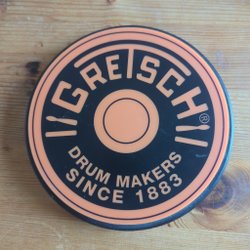 GRETSCH
®
DRUM MAKERS
SINCE 1883